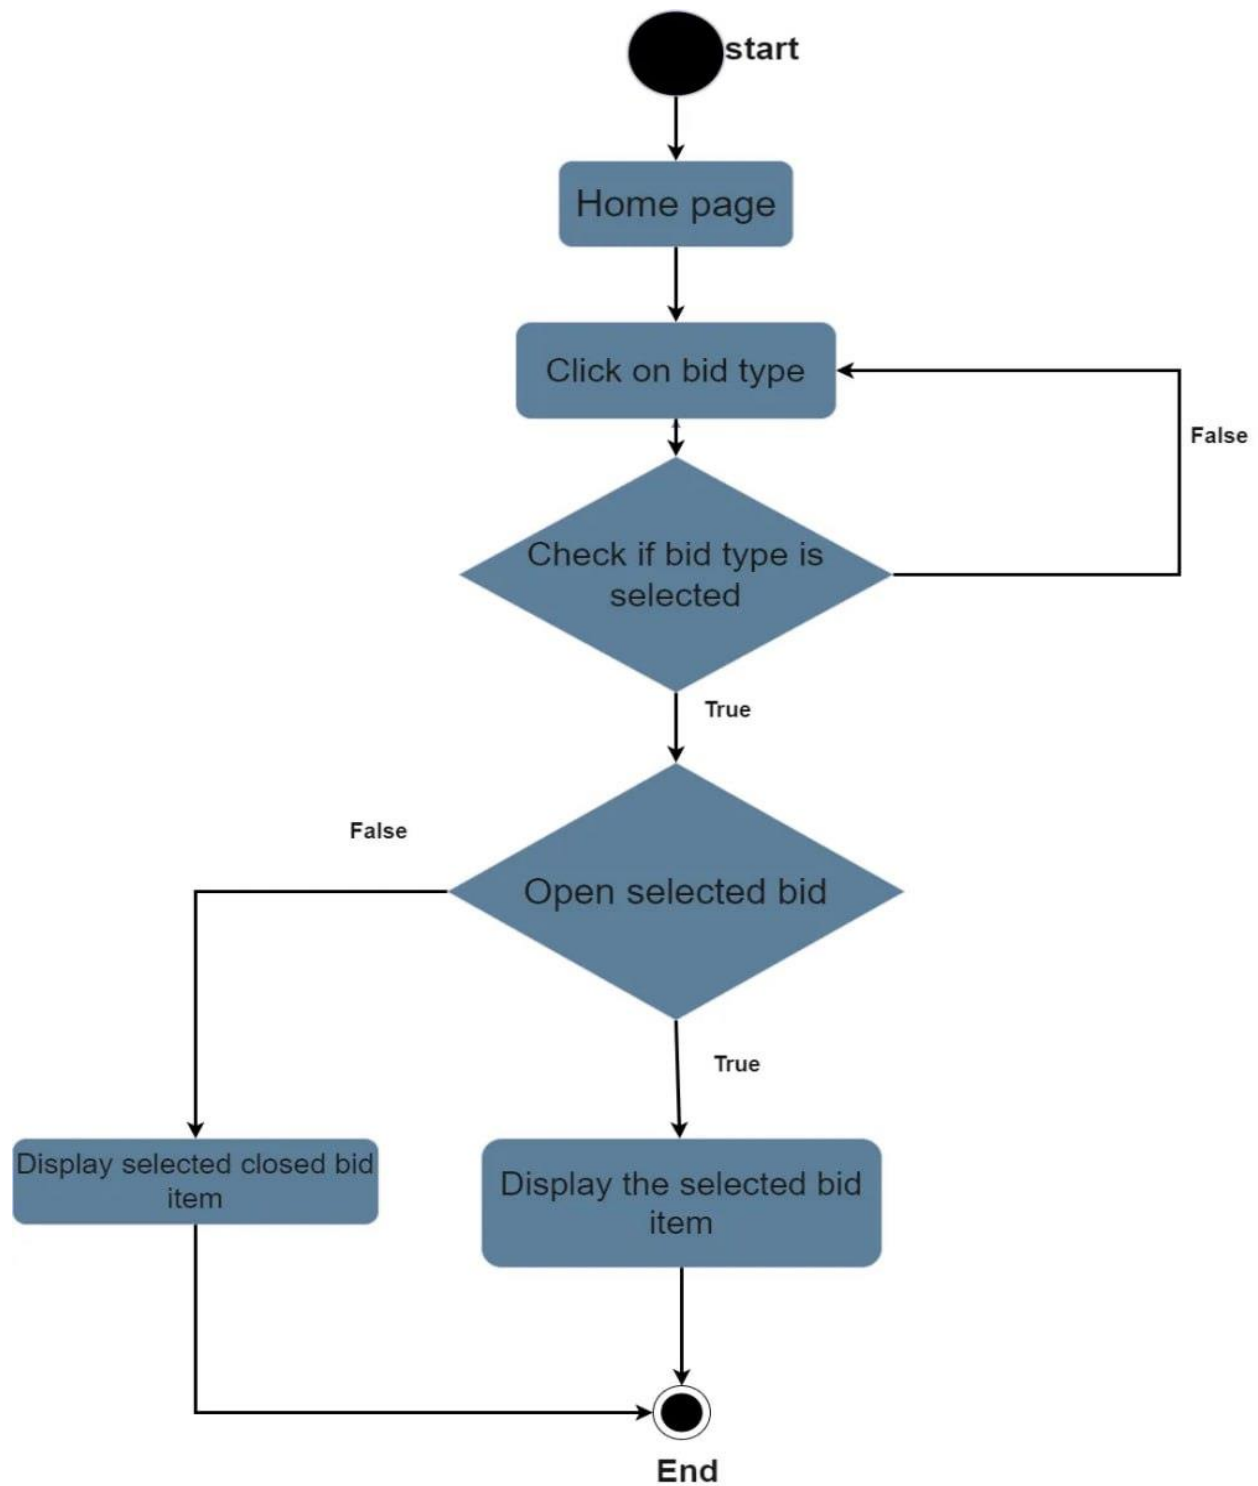 start
Home page
Click on bid type
False
Check if bid type is
selected
True
False
Open selected bid
True
Display selected closed bid
item
Display the selected bid
item
End